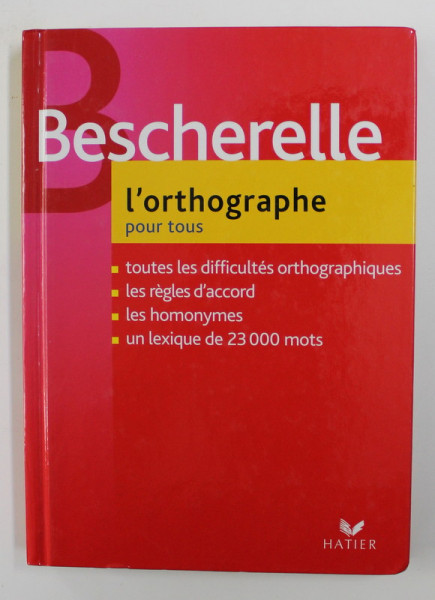 B
Bescherelle
l'orthographe
pour tous
toutes les difficultés orthographiques
les règles d'accord
les homonymes
un lexique de 23 000 mots
HATIER